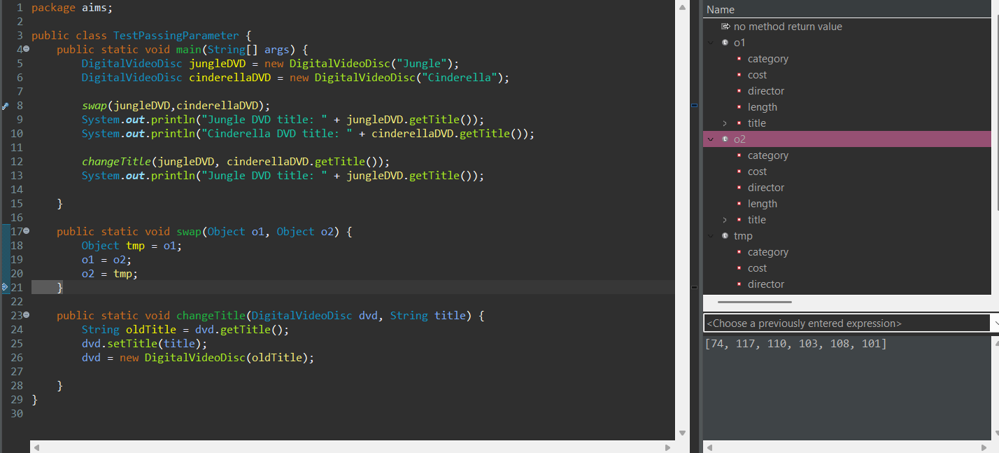 1 package aims;
2
3 public class TestPassingParameter {
4 public static void main(String[] args) {
5 DigitalVideoDisc jungleDVD = new DigitalVideoDisc("Jungle");
6 DigitalVideoDisc cinderellaDVD = new DigitalVideoDisc("Cinderella");
7
8 swap(jungleDVD,cinderellaDVD);
9 System.out.println("Jungle DVD title: " + jungleDVD.getTitle());
10 System.out.println("Cinderella DVD title: " + cinderellaDVD.getTitle());
11
12 changeTitle(jungleDVD, cinderellaDVD.getTitle());
13 System.out.println("Jungle DVD title: " + jungleDVD.getTitle());
14
15 }
16
17 public static void swap(Object o1, Object o2) {
18 Object tmp = o1;
19 o1 = o2;
20 o2 = tmp;
21 }
22
23 public static void changeTitle(DigitalVideoDisc dvd, String title) {
24 String oldTitle = dvd.getTitle();
25 dvd.setTitle(title);
26 dvd = new DigitalVideoDisc(oldTitle);
27
28 }
29 }
30
Name
no method return value
o1
category
cost
director
length
title
o2
category
cost
director
length
title
tmp
category
cost
director
<Choose a previously entered expression>
[74, 117, 110, 103, 108, 101]